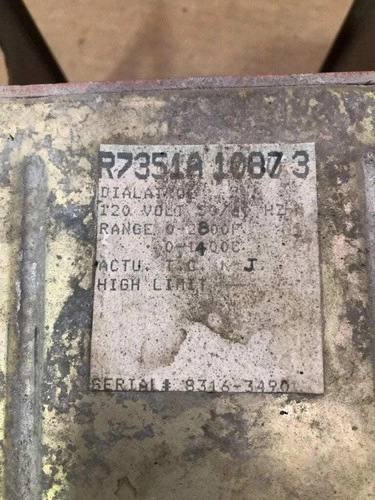 R7351A 1087 3
DIALATROL
120 VOLT 50/60 HZ
RANGE 0-2800F
0-1400C
ACTU. T.C. J
HIGH LIMIT
SERIAL# 8316-3490